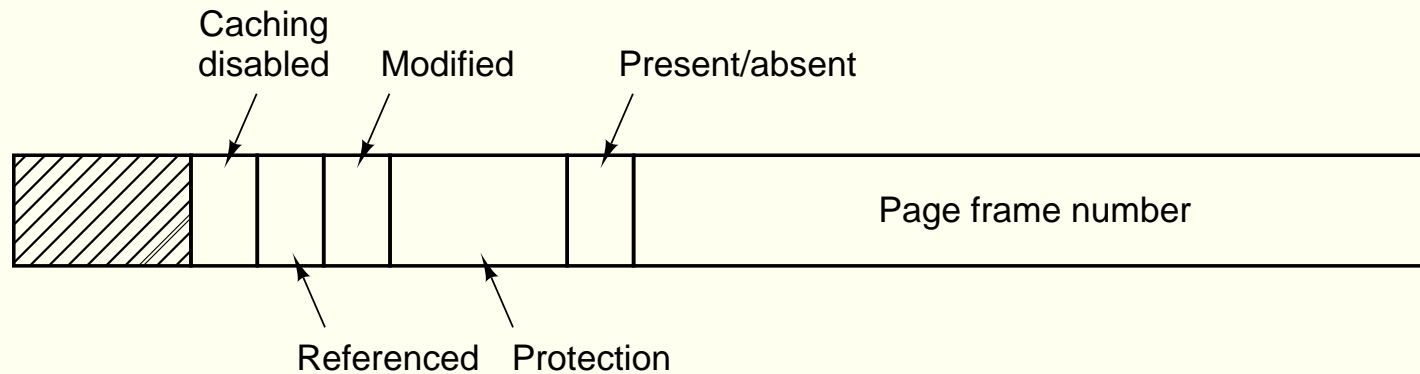 Caching
disabled
Modified
Present/absent
Page frame number
Referenced
Protection